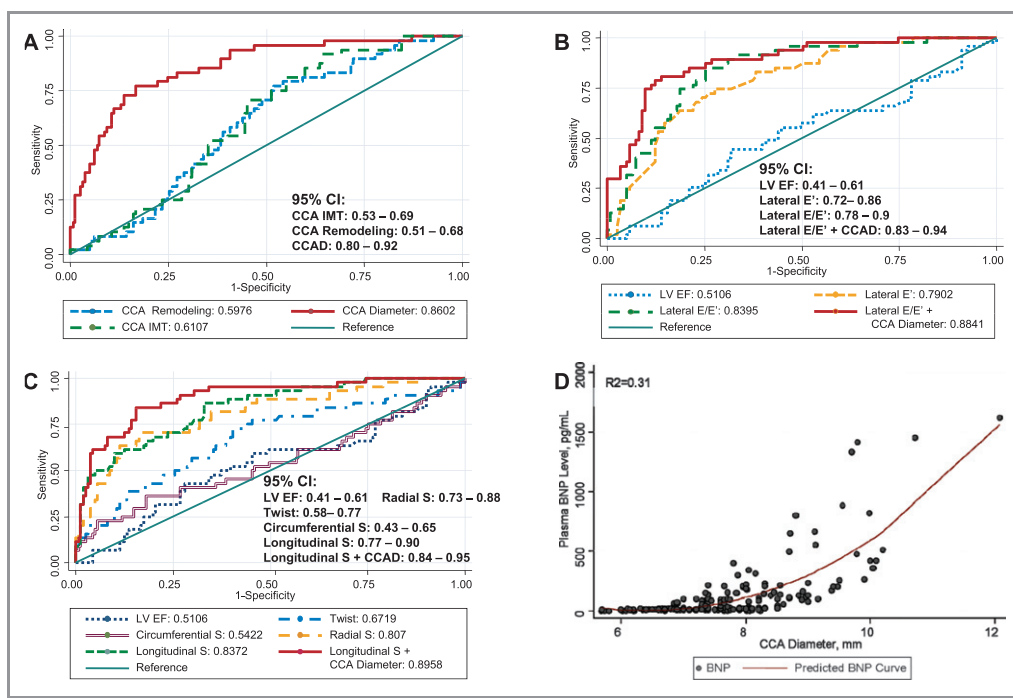 A
1.00
0.75
0.50
0.25
0.00
Sensitivity
95% CI:
CCA IMT: 0.53 – 0.69
CCA Remodeling: 0.51 – 0.68
CCAD: 0.80 – 0.92
0.00 0.25 0.50 0.75 1.00
1-Specificity
CCA Remodeling: 0.5976 CCA Diameter: 0.8602
CCA IMT: 0.6107 Reference
B
1.00
0.75
0.50
0.25
0.00
Sensitivity
95% CI:
LV EF: 0.41 – 0.61
Lateral E’: 0.72– 0.86
Lateral E/E’: 0.78 – 0.9
Lateral E/E’ + CCAD: 0.83 – 0.94
0.00 0.25 0.50 0.75 1.00
1-Specificity
LV EF: 0.5106 Lateral E’: 0.7902
Lateral E/E’: 0.8395 Lateral E/E’ +
Reference CCA Diameter: 0.8841
C
1.00
0.75
0.50
0.25
0.00
Sensitivity
95% CI:
LV EF: 0.41 – 0.61 Radial S: 0.73 – 0.88
Twist: 0.58– 0.77
Circumferential S: 0.43 – 0.65
Longitudinal S: 0.77 – 0.90
Longitudinal S + CCAD: 0.84 – 0.95
0.00 0.25 0.50 0.75 1.00
1-Specificity
LV EF: 0.5106 Twist: 0.6719
Circumferential S: 0.5422 Radial S: 0.807
Longitudinal S: 0.8372 Longitudinal S +
Reference CCA Diameter: 0.8958
D
R2=0.31
2000
1500
1000
500
0
Plasma BNP Level, pg/mL
6 8 10 12
CCA Diameter, mm
BNP Predicted BNP Curve